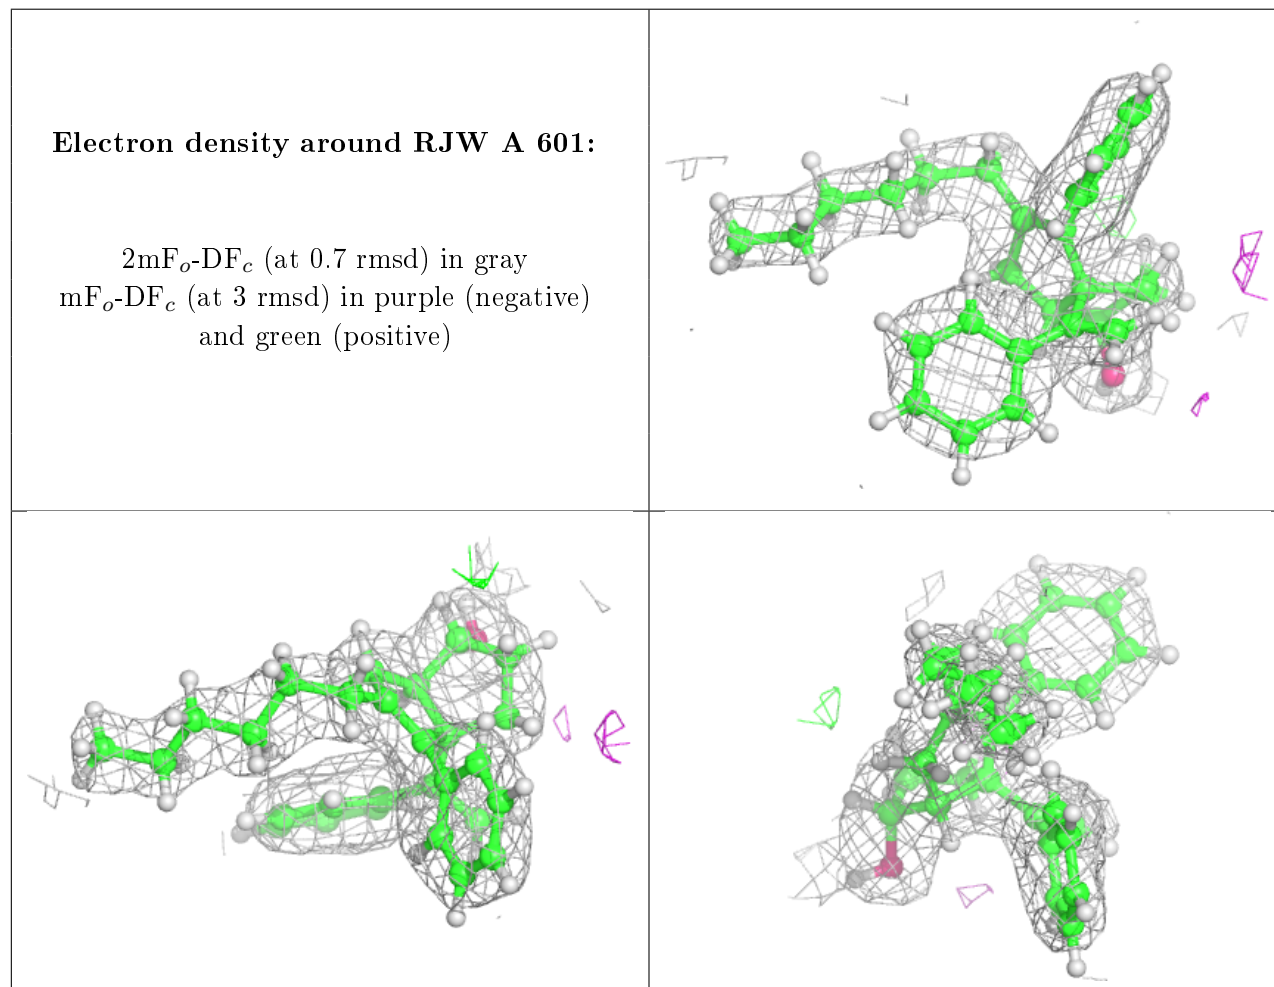 Electron density around RJW A 601:
2mFo-DFc (at 0.7 rmsd) in gray
mFo-DFc (at 3 rmsd) in purple (negative)
and green (positive)